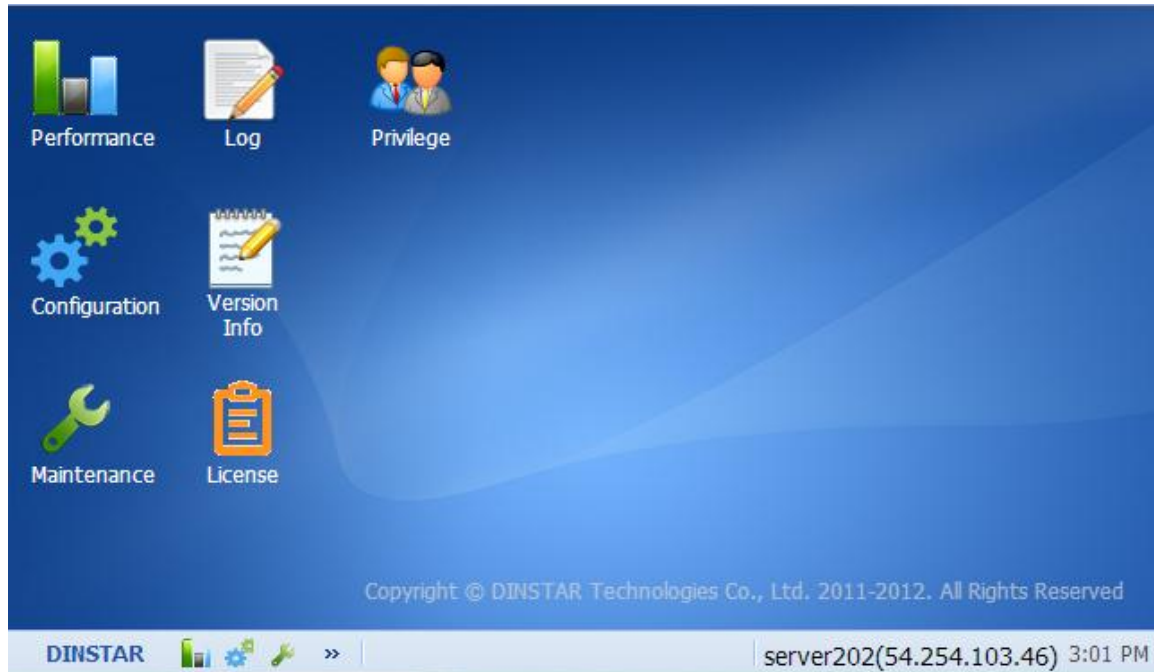 Performance
Log
Privilege
Configuration
Version
Info
Maintenance
License
Copyright © DINSTAR Technologies Co., Ltd. 2011-2012. All Rights Reserved
DINSTAR
»
server202(54.254.103.46) 3:01 PM